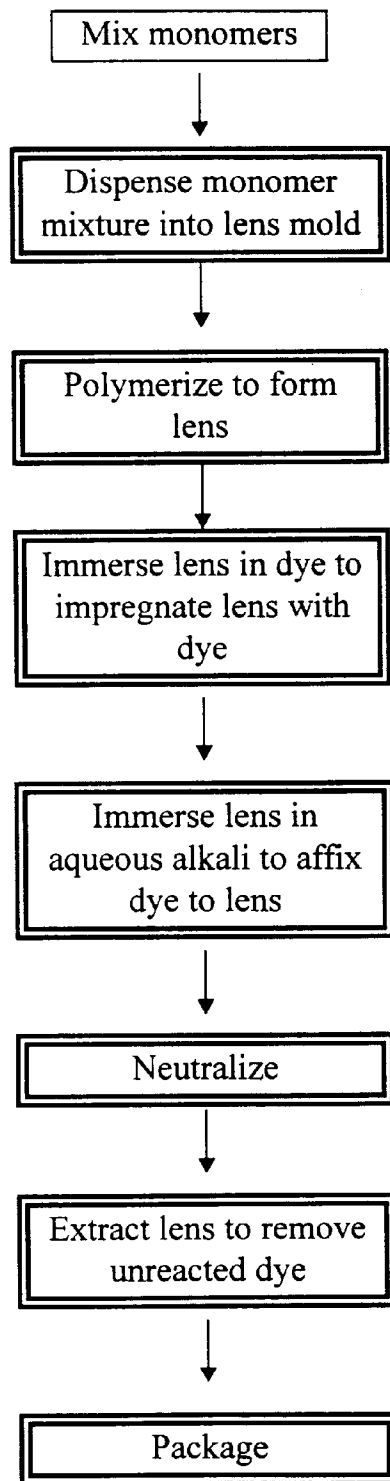 Mix monomers
Dispense monomer
mixture into lens mold
Polymerize to form
lens
Immerse lens in dye to
impregnate lens with
dye
Immerse lens in
aqueous alkali to affix
dye to lens
Neutralize
Extract lens to remove
unreacted dye
Package